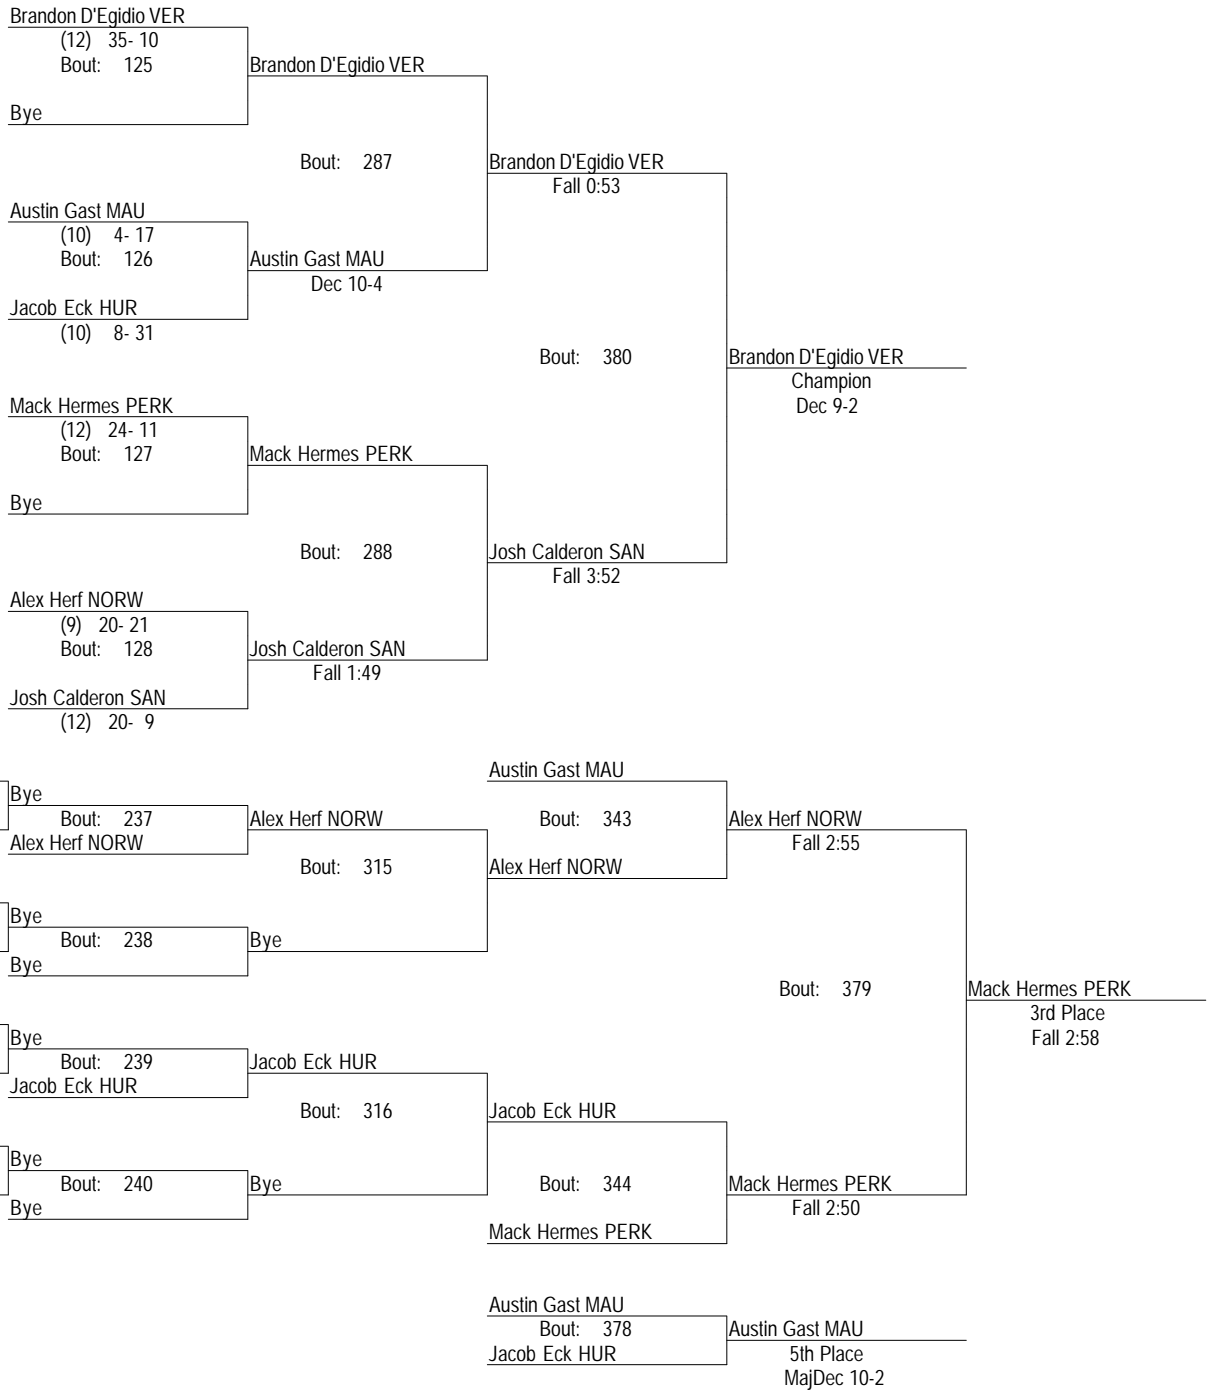 Brandon D'Egidio VER
(12) 35- 10
Bout: 125
Brandon D'Egidio VER
Bye
Bout: 287
Brandon D'Egidio VER
Fall 0:53
Austin Gast MAU
(10) 4- 17
Bout: 126
Austin Gast MAU
Dec 10-4
Jacob Eck HUR
(10) 8- 31
Bout: 380
Brandon D'Egidio VER
Champion
Dec 9-2
Mack Hermes PERK
(12) 24- 11
Bout: 127
Mack Hermes PERK
Bye
Bout: 288
Josh Calderon SAN
Fall 3:52
Alex Herf NORW
(9) 20- 21
Bout: 128
Josh Calderon SAN
Fall 1:49
Josh Calderon SAN
(12) 20- 9
Austin Gast MAU
Bye
Bout: 237
Alex Herf NORW
Alex Herf NORW
Bout: 343
Alex Herf NORW
Fall 2:55
Bout: 315
Alex Herf NORW
Bye
Bout: 238
Bye
Bye
Bout: 379
Mack Hermes PERK
3rd Place
Fall 2:58
Bye
Bout: 239
Jacob Eck HUR
Jacob Eck HUR
Bout: 316
Jacob Eck HUR
Bye
Bout: 240
Bye
Bye
Bout: 344
Mack Hermes PERK
Fall 2:50
Mack Hermes PERK
Austin Gast MAU
Bout: 378
Jacob Eck HUR
Austin Gast MAU
5th Place
MajDec 10-2